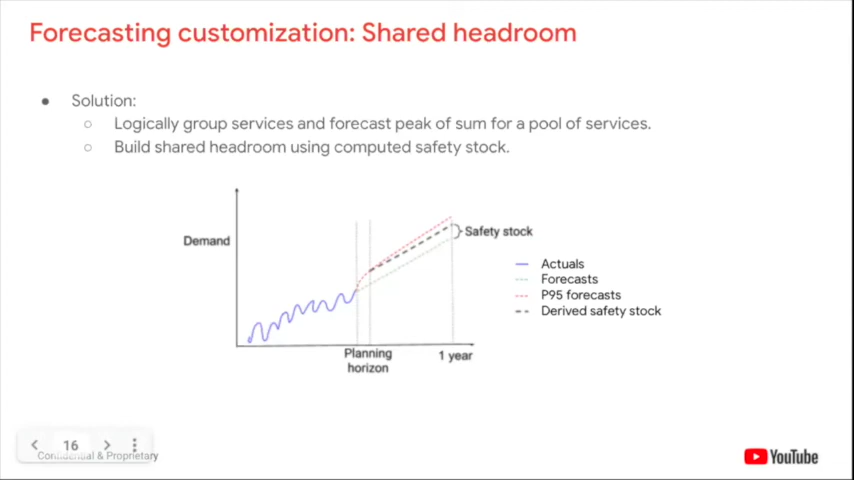 Forecasting customization: Shared headroom
● Solution:
○ Logically group services and forecast peak of sum for a pool of services.
○ Build shared headroom using computed safety stock.
Demand
Safety stock
Actuals
Forecasts
P95 forecasts
Derived safety stock
Planning
horizon
1 year
16
Confidential & Proprietary
YouTube